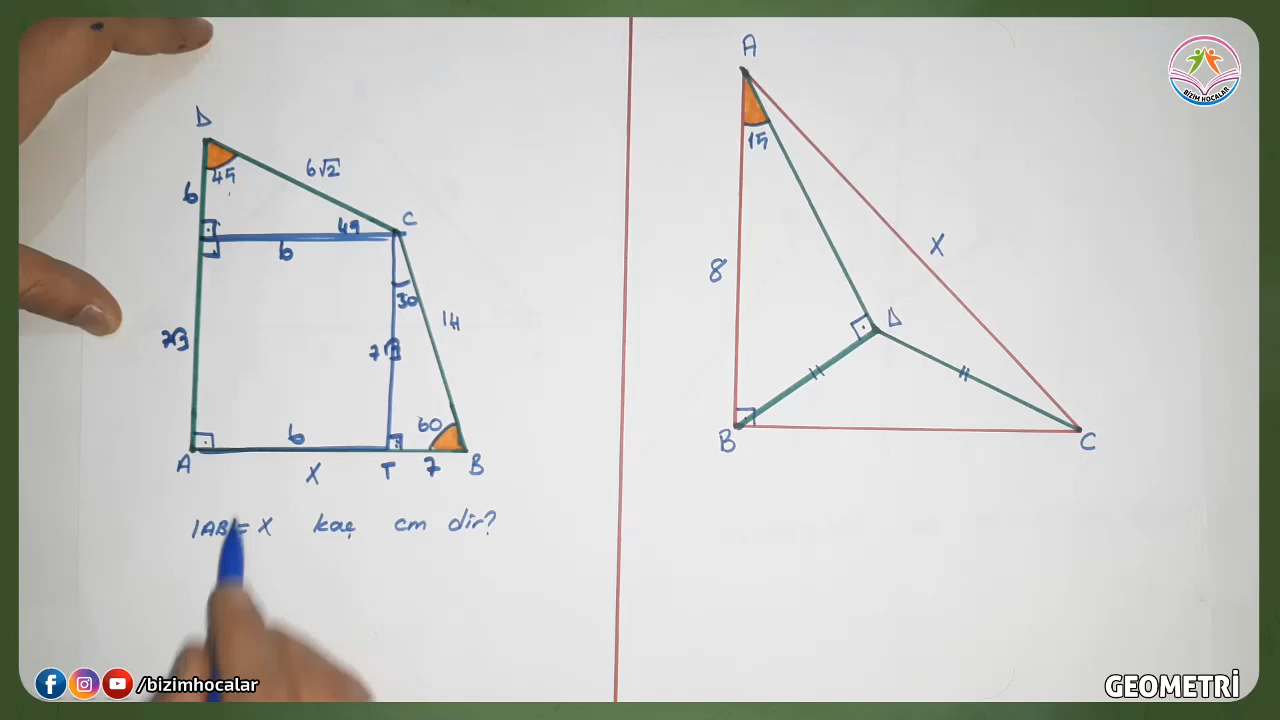 D
45
6√2
6
C
49
6
30
14
7√3
7√3
60
6
A
X
T
7
B
|AB|= X kaç cm dir?
A
15
X
8
D
B
C
BİZİM HOCALAR
/bizimhocalar
GEOMETRİ